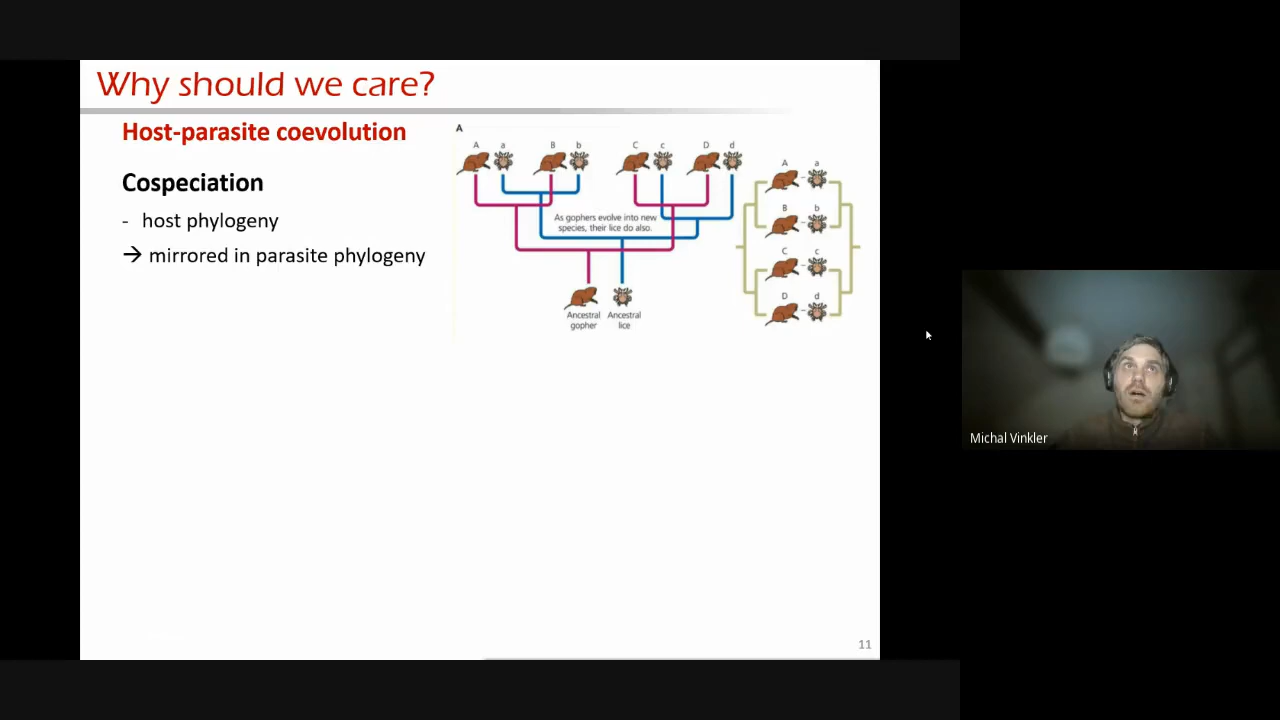 Why should we care?
Host-parasite coevolution
Cospeciation
- host phylogeny
→ mirrored in parasite phylogeny
A
A a B b C c D d
As gophers evolve into new
species, their lice do also.
Ancestral
gopher
Ancestral
lice
A a
B b
C c
D d
11
Michal Vinkler